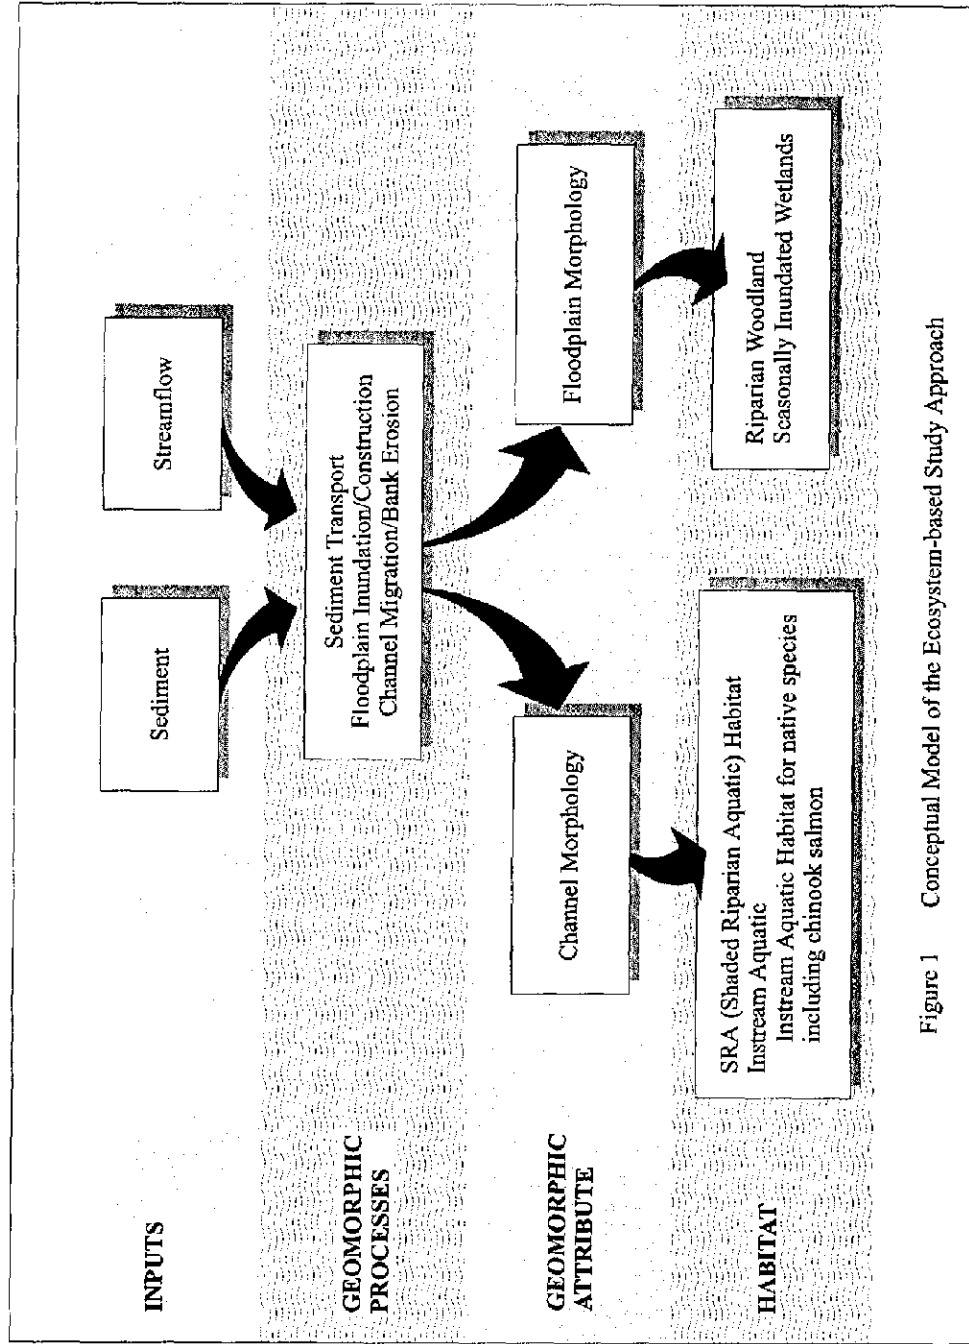 INPUTS
Sediment
Streamflow
GEOMORPHIC
PROCESSES
Sediment Transport
Floodplain Inundation/Construction
Channel Migration/Bank Erosion
GEOMORPHIC
ATTRIBUTE
Channel Morphology
Floodplain Morphology
HABITAT
SRA (Shaded Riparian Aquatic) Habitat
Instream Aquatic
Instream Aquatic Habitat for native species
including chinook salmon
Riparian Woodland
Seasonally Inundated Wetlands
Figure 1 Conceptual Model of the Ecosystem-based Study Approach